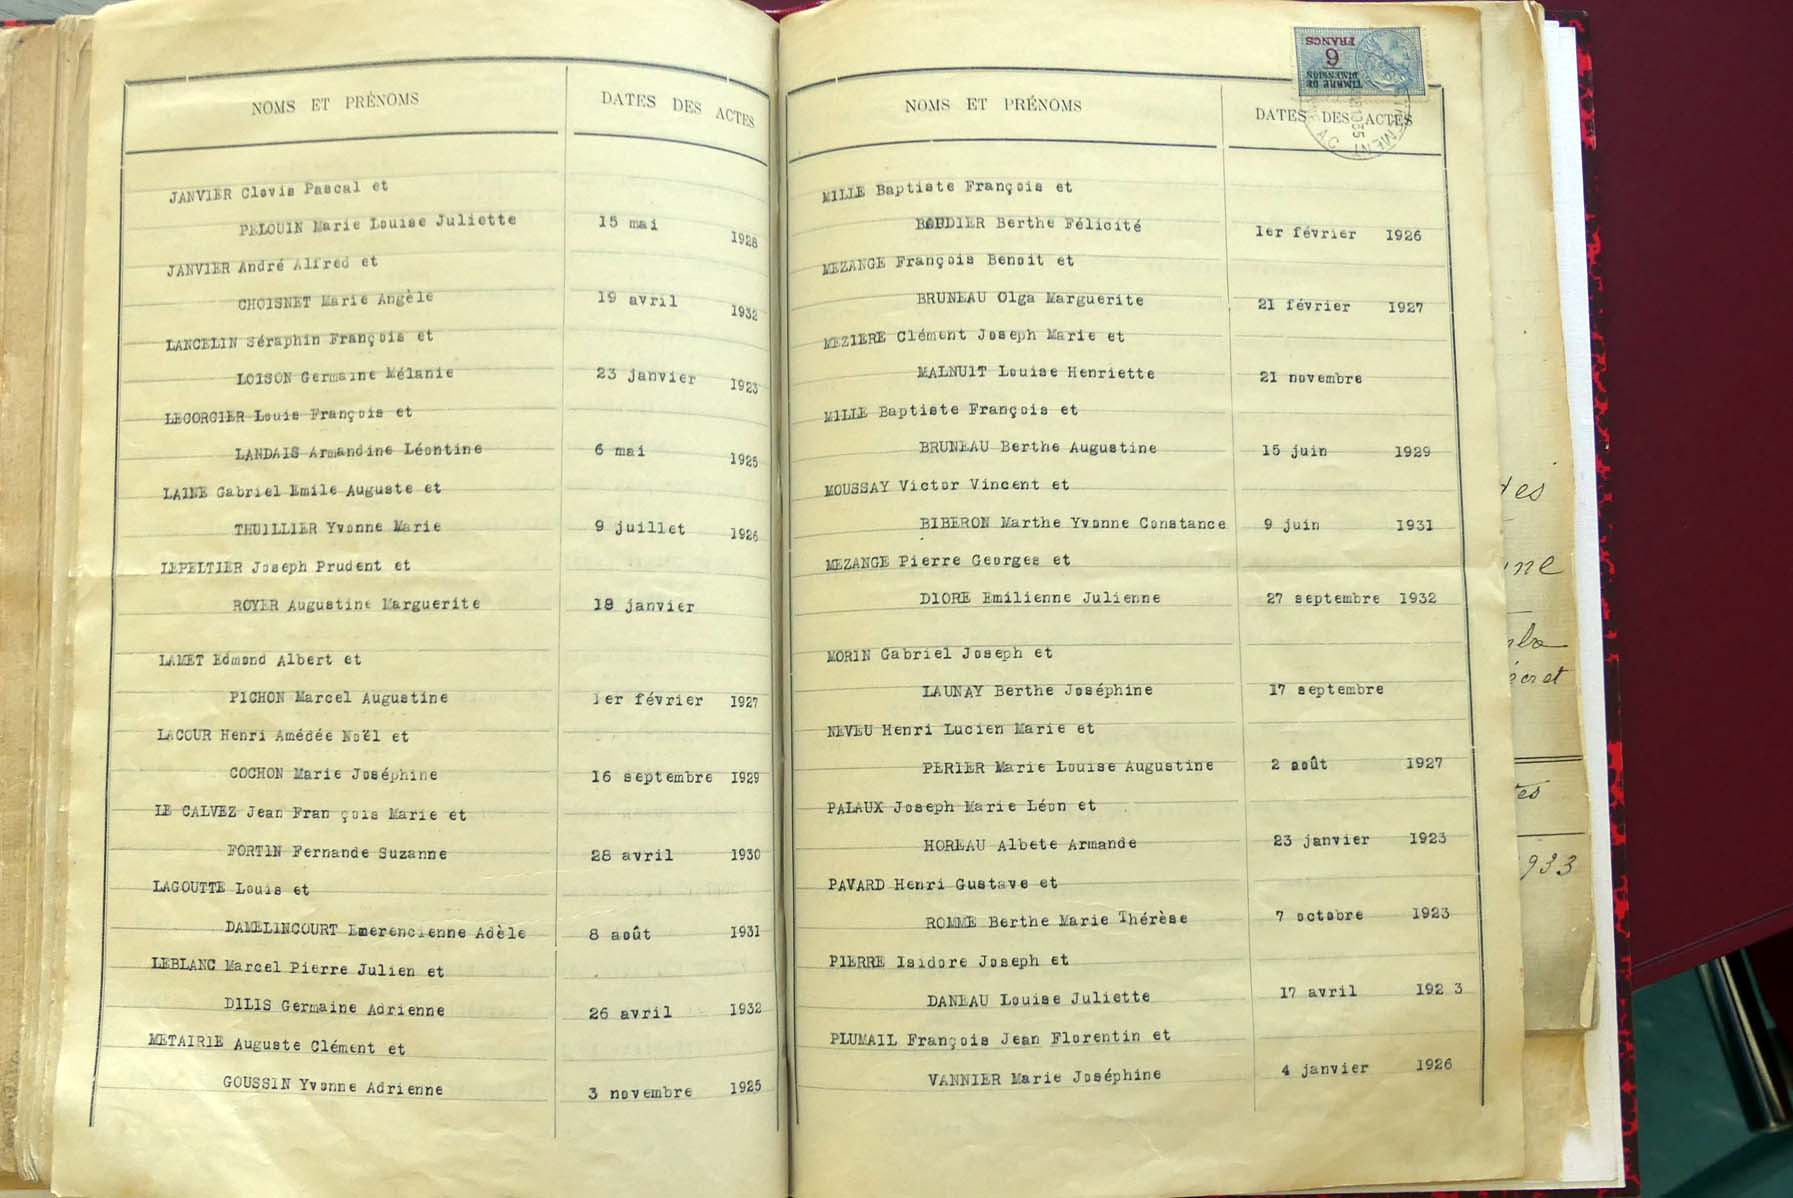 NOMS ET PRÉNOMS DATES DES ACTES
JANVIER Clovis Pascal et
PELOUIN Marie Louise Juliette 15 mai 1928
JANVIER André Alfred et
CHOISNET Marie Angèle 19 avril 1932
LANCELIN Séraphin François et
LOISON Germaine Mélanie 23 janvier 1923
LECORGIER Louis François et
LANDAIS Armandine Léontine 6 mai 1925
LAINE Gabriel Emile Auguste et
THUILLIER Yvonne Marie 9 juillet 1926
LEPELTIER Joseph Prudent et
ROYER Augustine Marguerite 18 janvier
LAMET Edmond Albert et
PICHON Marcel Augustine 1er février 1927
LACOUR Henri Amédée Noël et
COCHON Marie Joséphine 16 septembre 1929
LE CALVEZ Jean Fran çois Marie et
FORTIN Fernande Suzanne 28 avril 1930
LAGOUTTE Louis et
DAMELINCOURT Emerencienne Adèle 8 août 1931
LEBLANC Marcel Pierre Julien et
DILIS Germaine Adrienne 26 avril 1932
METAIRIE Auguste Clément et
GOUSSIN Yvonne Adrienne 3 novembre 1925
TIMBRE DE
DIMENSION
6
FRANCS
NOMS ET PRÉNOMS DATES DES ACTES
MILLE Baptiste François et
Berthe Félicité 1er février 1926
MEZANGE François Benoit et
BRUNEAU Olga Marguerite 21 février 1927
MEZIERE Clément Joseph Marie et
MALNUIT Louise Henriette 21 novembre
MILLE Baptiste François et
BRUNEAU Berthe Augustine 15 juin 1929
MOUSSAY Victor Vincent et
BIBERON Marthe Yvonne Constance 9 juin 1931
MEZANGE Pierre Georges et
DIORE Emilienne Julienne 27 septembre 1932
MORIN Gabriel Joseph et
LAUNAY Berthe Joséphine 17 septembre
NEVEU Henri Lucien Marie et
PERIER Marie Louise Augustine 2 août 1927
PALAUX Joseph Marie Léon et
HOREAU Albete Armande 23 janvier 1923
PAVARD Henri Gustave et
ROMME Berthe Marie Thérèse 7 octobre 1923
PIERRE Isidore Joseph et
DANEAU Louise Juliette 17 avril 192 3
PLUMAIL François Jean Florentin et
VANNIER Marie Joséphine 4 janvier 1926